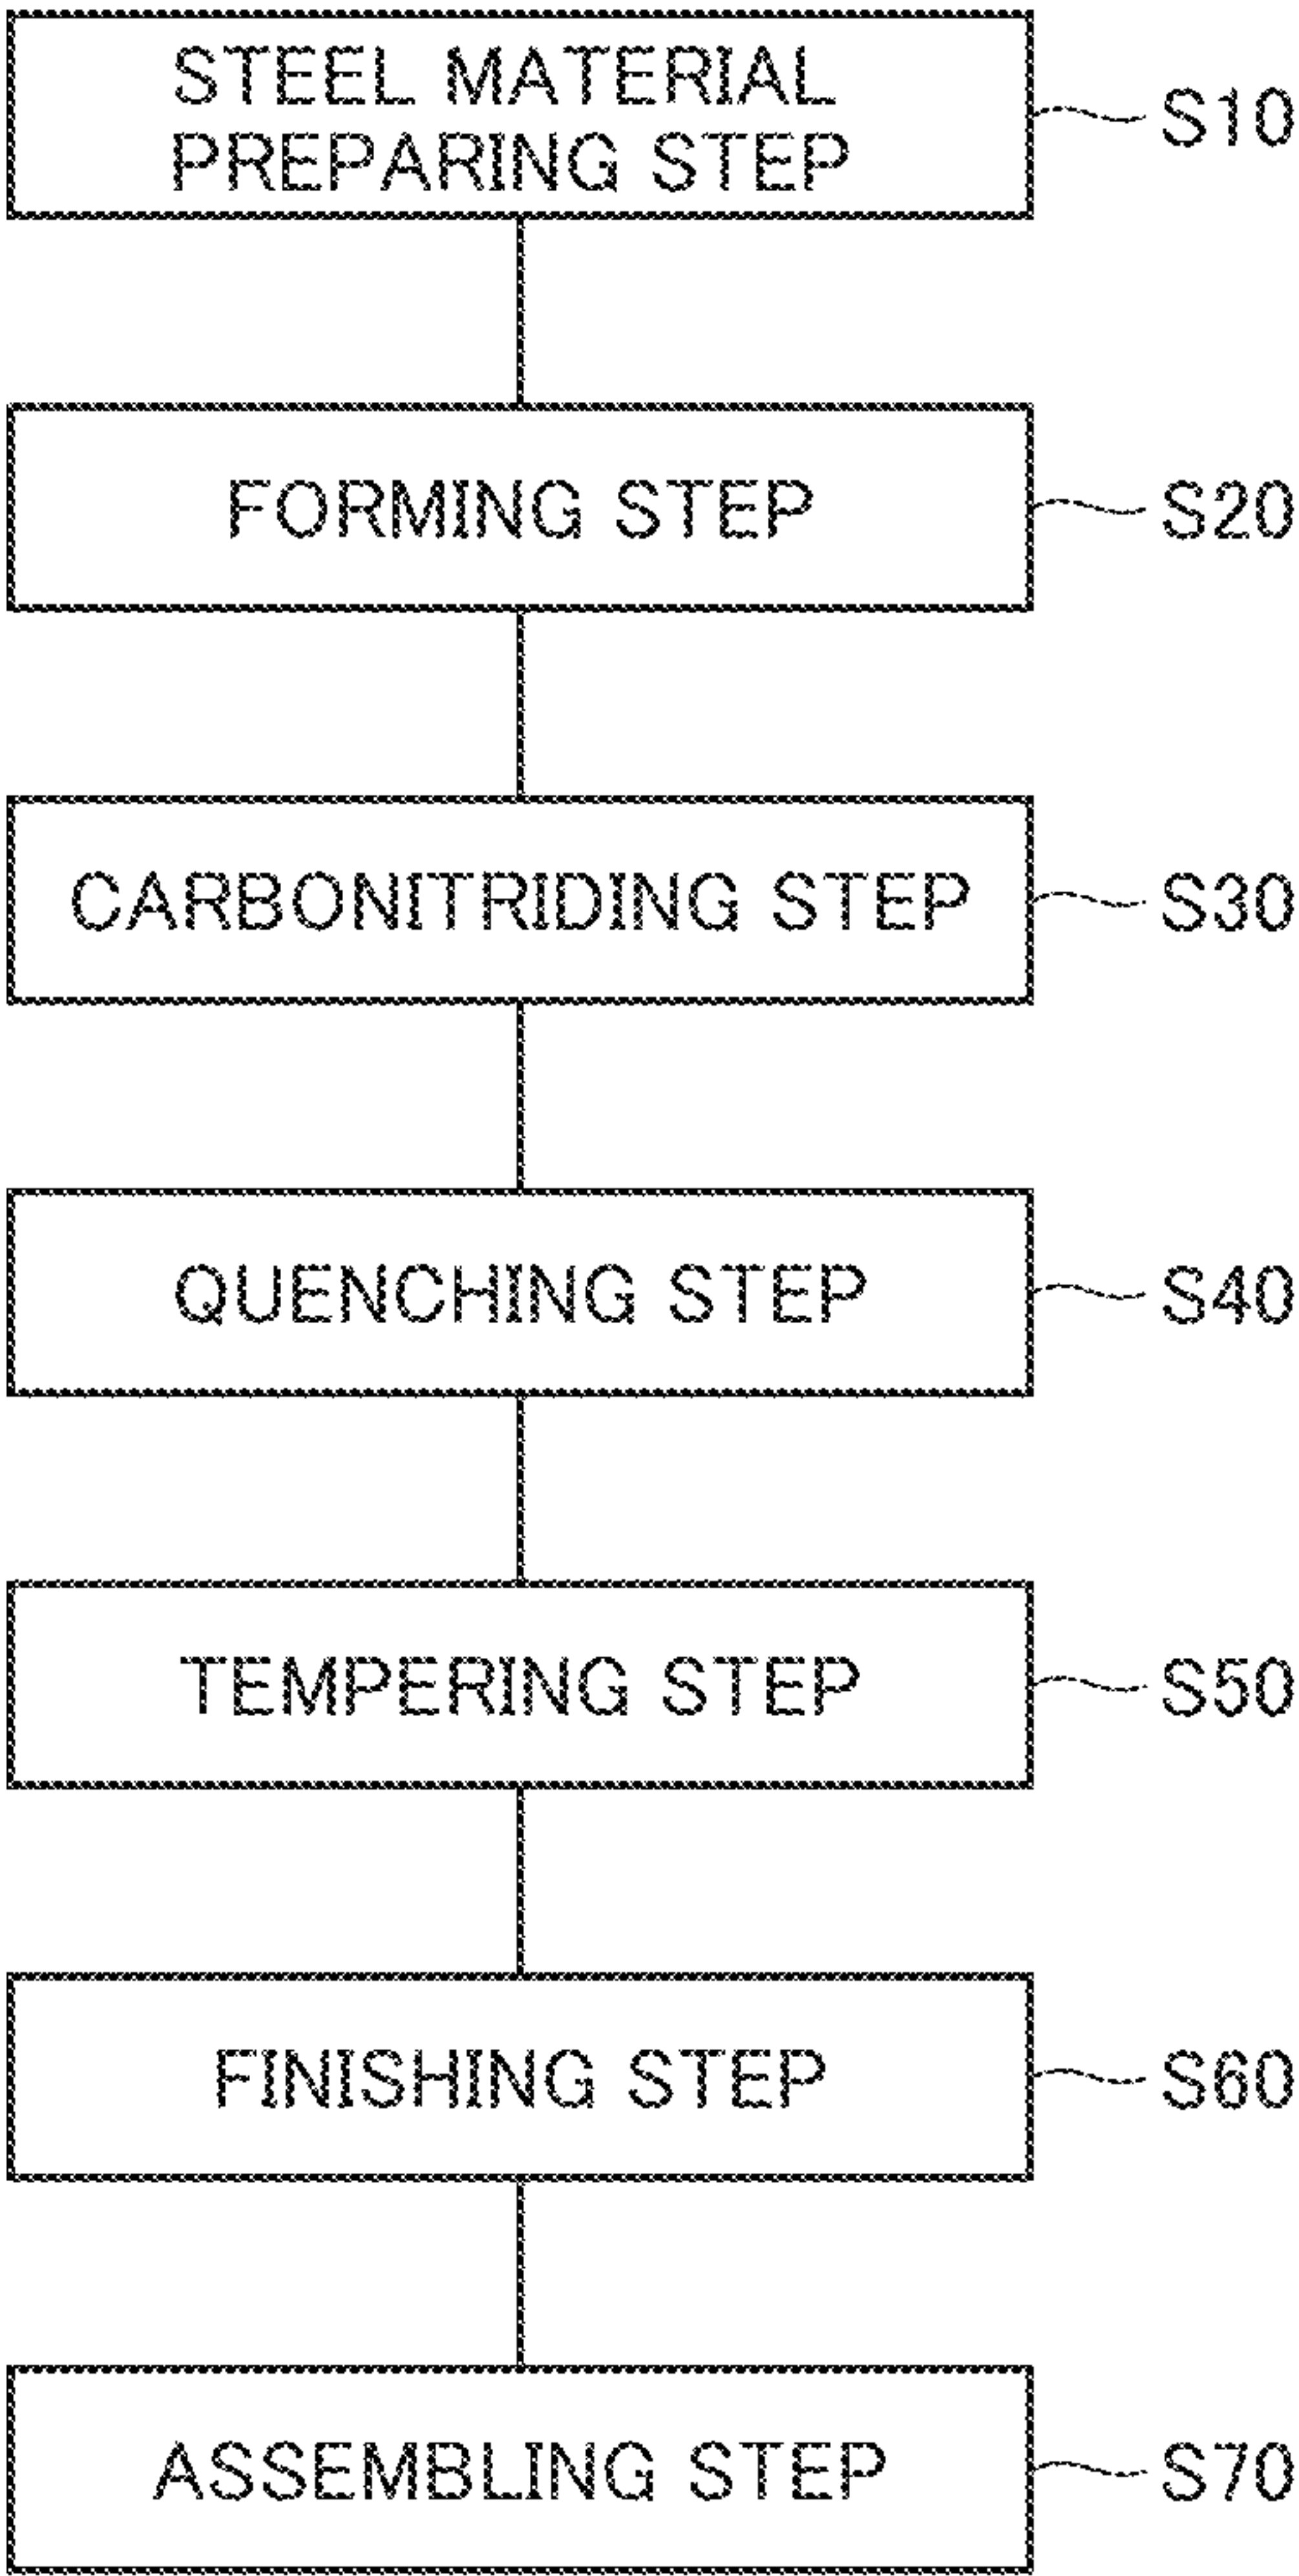 STEEL MATERIAL
PREPARING STEP
S10
FORMING STEP
S20
CARBONITRIDING STEP
S30
QUENCHING STEP
S40
TEMPERING STEP
S50
FINISHING STEP
S60
ASSEMBLING STEP
S70